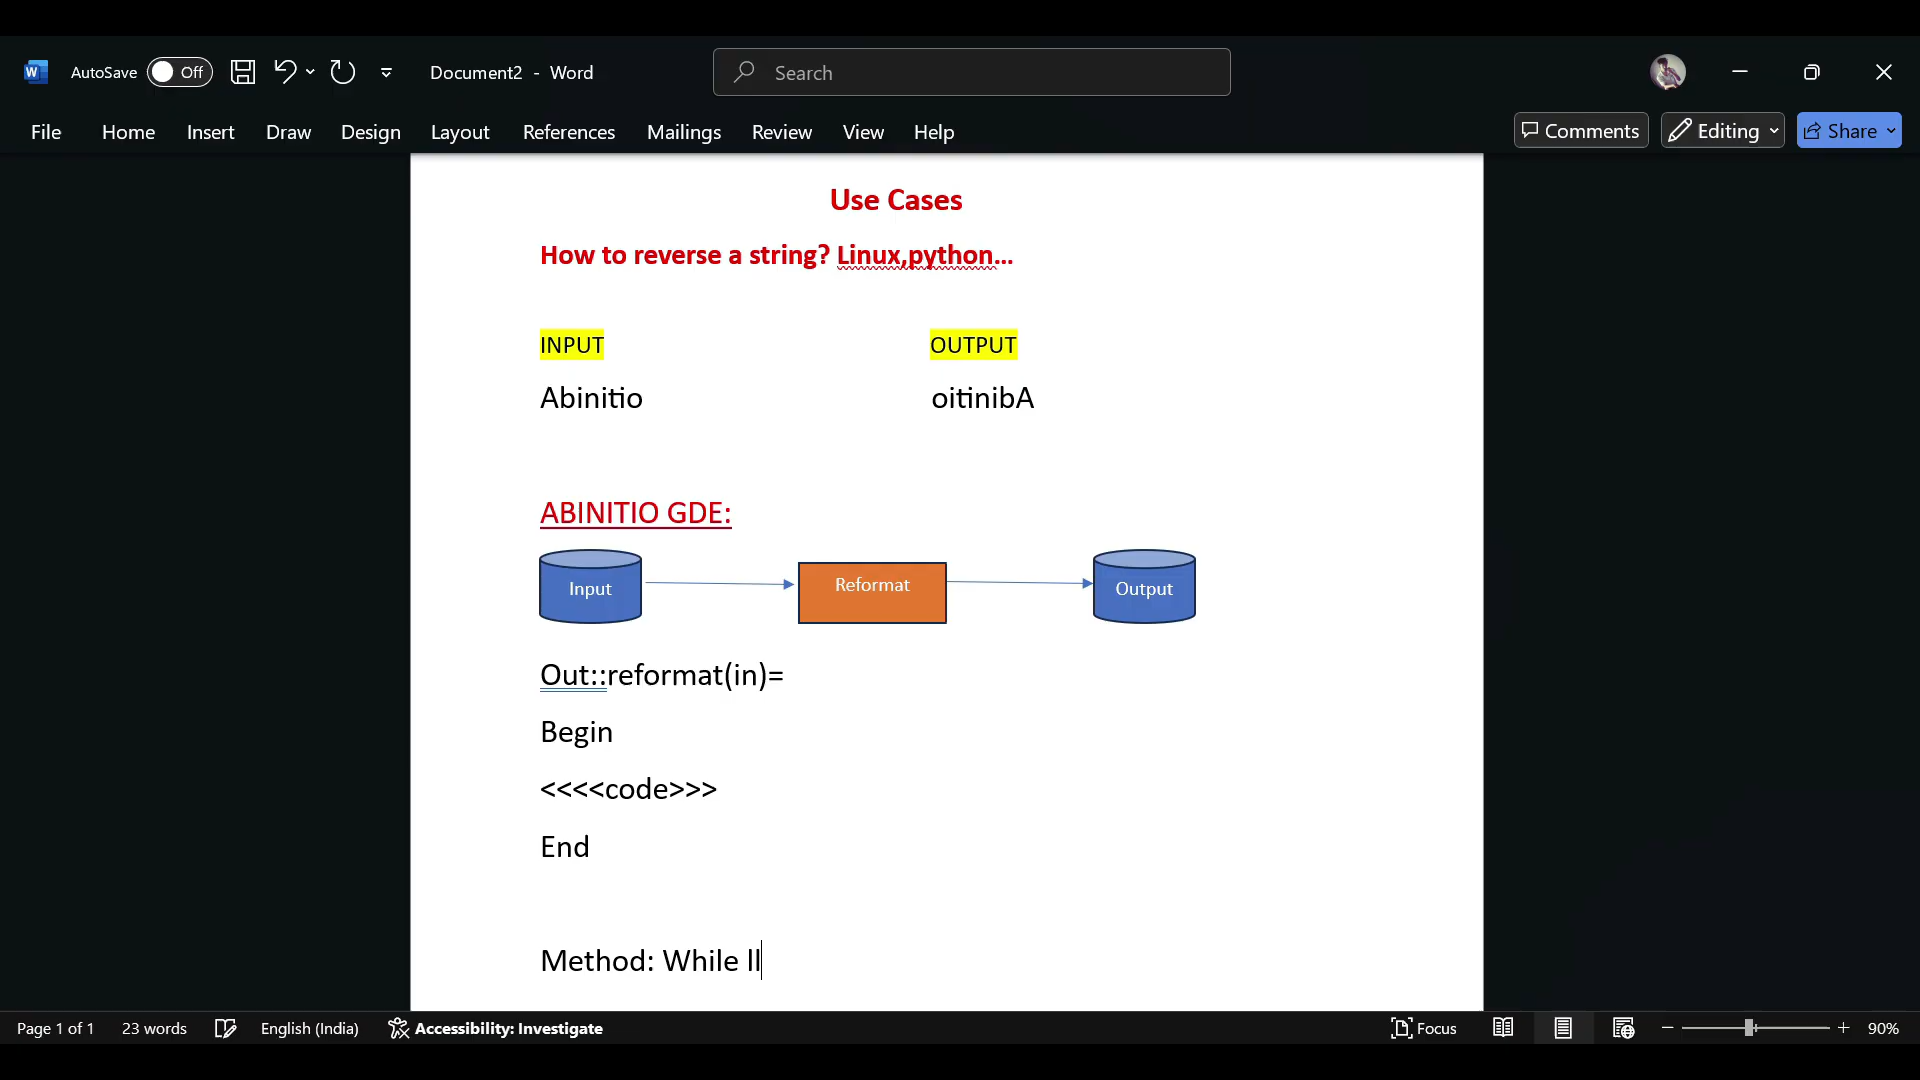 AutoSave Off Document2 - Word Search
File Home Insert Draw Design Layout References Mailings Review View Help Comments Editing Share
Use Cases
How to reverse a string? Linux,python...
INPUT OUTPUT
Abinitio oitinibA
ABINITIO GDE:
Input Reformat Output
Out::reformat(in)=
Begin
<<<<code>>>
End
Method: While ll
Page 1 of 1 23 words English (India) Accessibility: Investigate Focus 90%